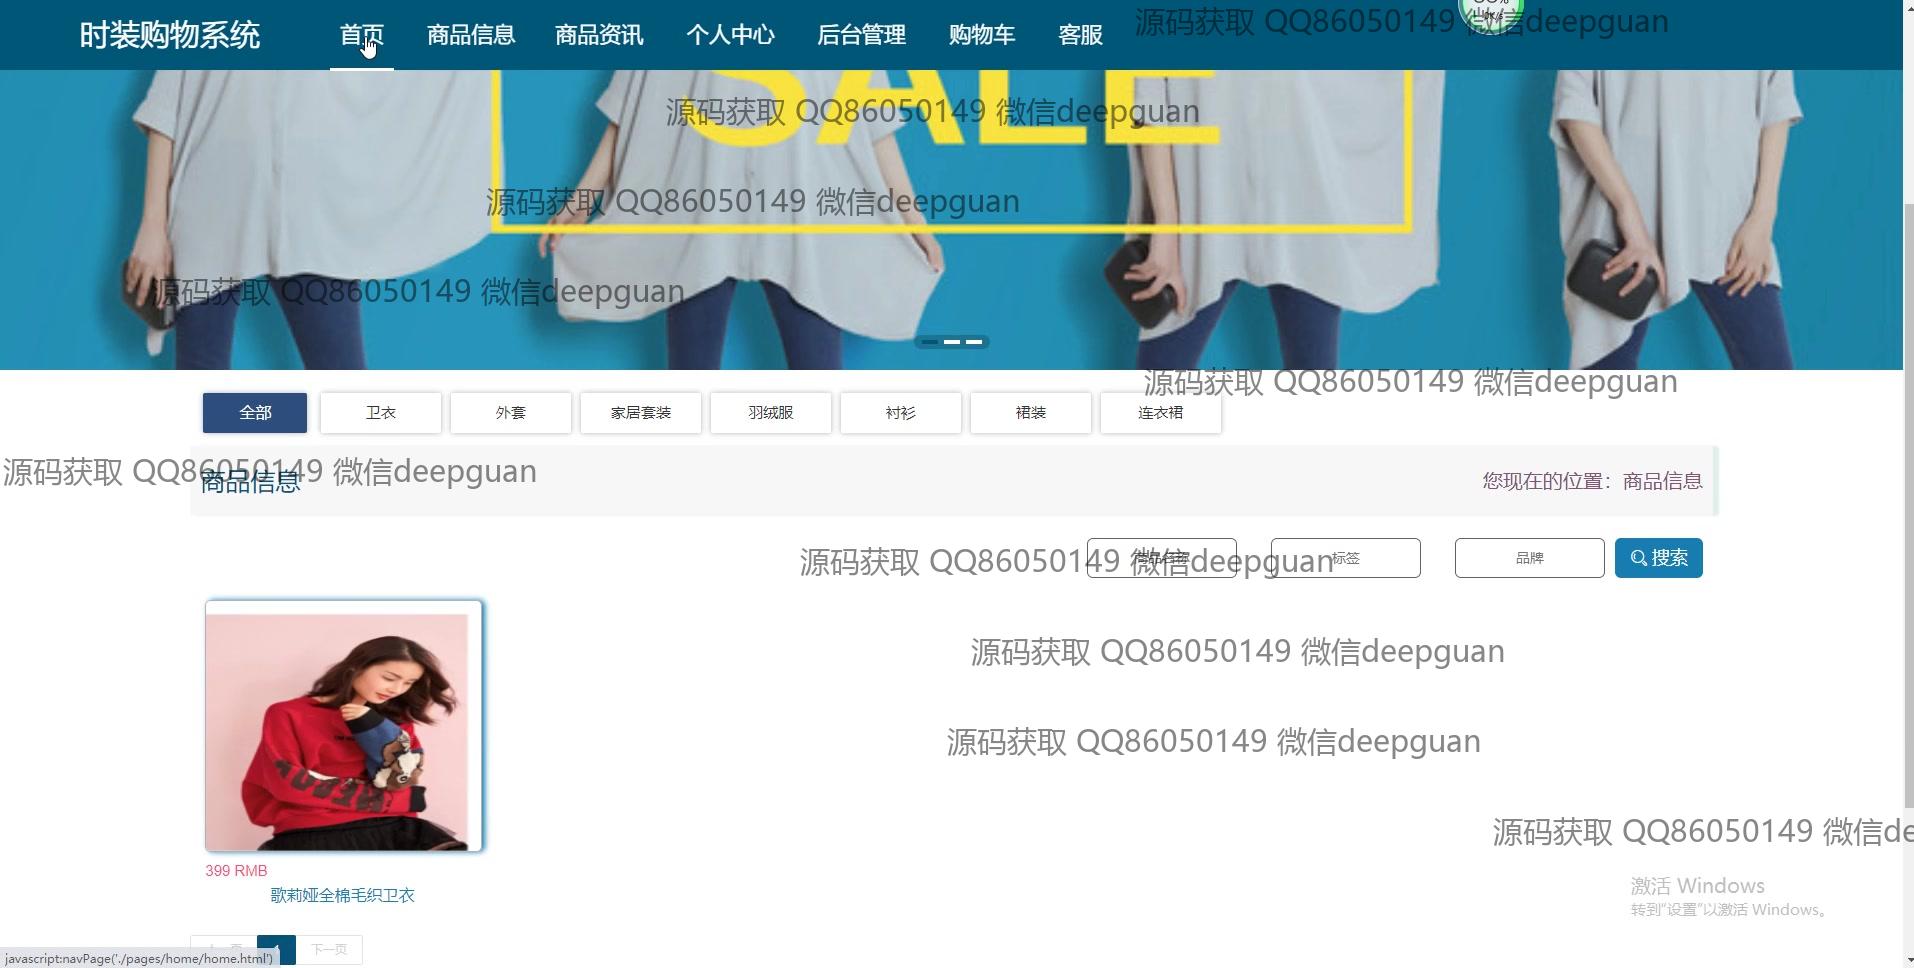 时装购物系统 首页 商品信息 商品资讯 个人中心 后台管理 购物车 客服
源码获取 QQ86050149 微信deepguan
SALE
源码获取 QQ86050149 微信deepguan
源码获取 QQ86050149 微信deepguan
源码获取 QQ86050149 微信deepguan
源码获取 QQ86050149 微信deepguan
全部 卫衣 外套 家居套装 羽绒服 衬衫 裙装 连衣裙
源码获取 QQ86050149 微信deepguan
商品信息 您现在的位置：商品信息
源码获取 QQ86050149 微信deepguan
商品名称 标签 品牌 搜索
源码获取 QQ86050149 微信deepguan
源码获取 QQ86050149 微信deepguan
源码获取 QQ86050149 微信de
399 RMB
歌莉娅全棉毛织卫衣
激活 Windows
转到“设置”以激活 Windows。
上一页 1 下一页
javascript:navPage('./pages/home/home.html')